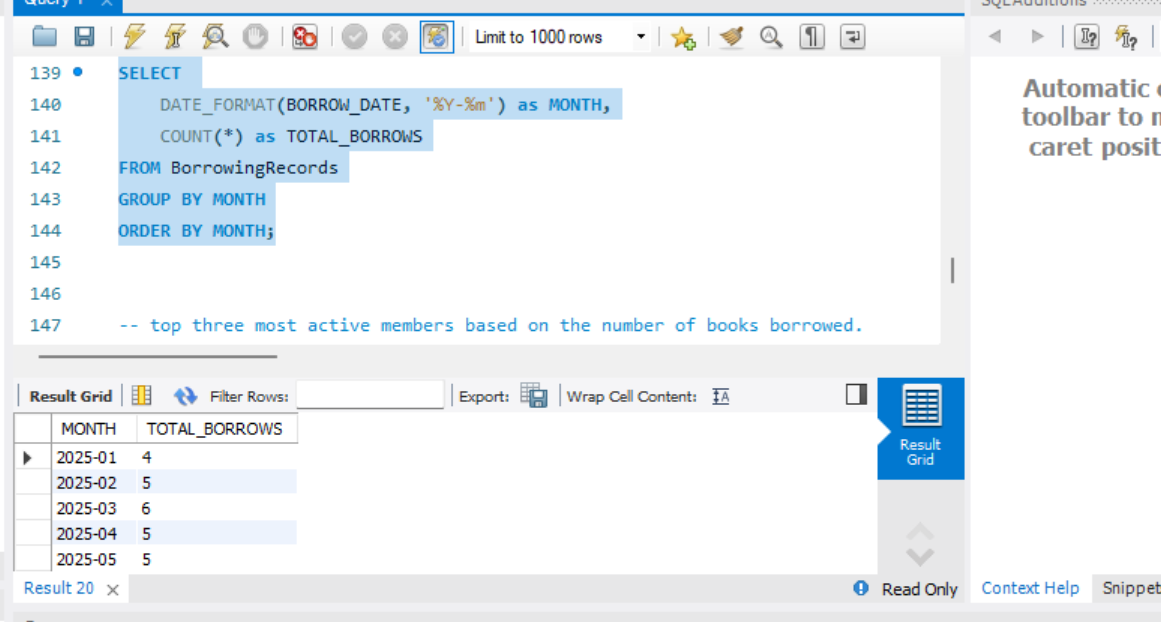 Query 1
SQLAdditions
Limit to 1000 rows
139 SELECT
140 DATE_FORMAT(BORROW_DATE, '%Y-%m') as MONTH,
141 COUNT(*) as TOTAL_BORROWS
142 FROM BorrowingRecords
143 GROUP BY MONTH
144 ORDER BY MONTH;
145
146
147 -- top three most active members based on the number of books borrowed.
Automatic
toolbar to
caret posit
Result Grid
Filter Rows:
Export:
Wrap Cell Content:
MONTH TOTAL_BORROWS
2025-01 4
2025-02 5
2025-03 6
2025-04 5
2025-05 5
Result
Grid
Result 20
Read Only
Context Help
Snippet